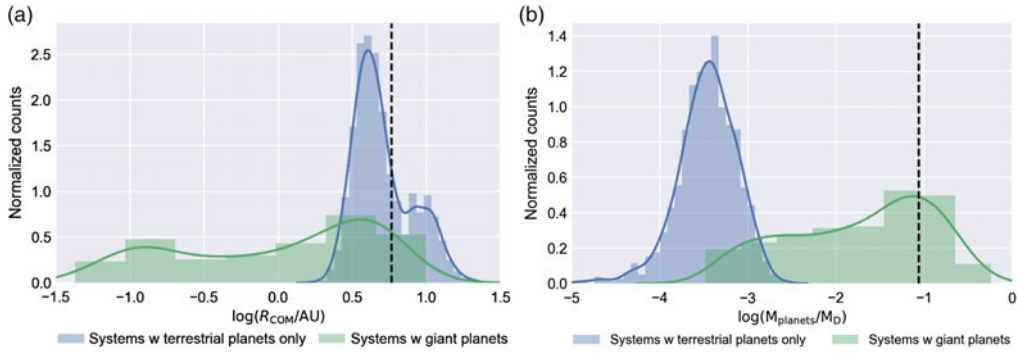 (a)
Normalized counts
2.5
2.0
1.5
1.0
0.5
0.0
−1.5 −1.0 −0.5 0.0 0.5 1.0 1.5
log(R_COM/AU)
Systems w terrestrial planets only Systems w giant planets
(b)
Normalized counts
1.4
1.2
1.0
0.8
0.6
0.4
0.2
0.0
−5 −4 −3 −2 −1 0
log(M_planets/M_D)
Systems w terrestrial planets only Systems w giant planets